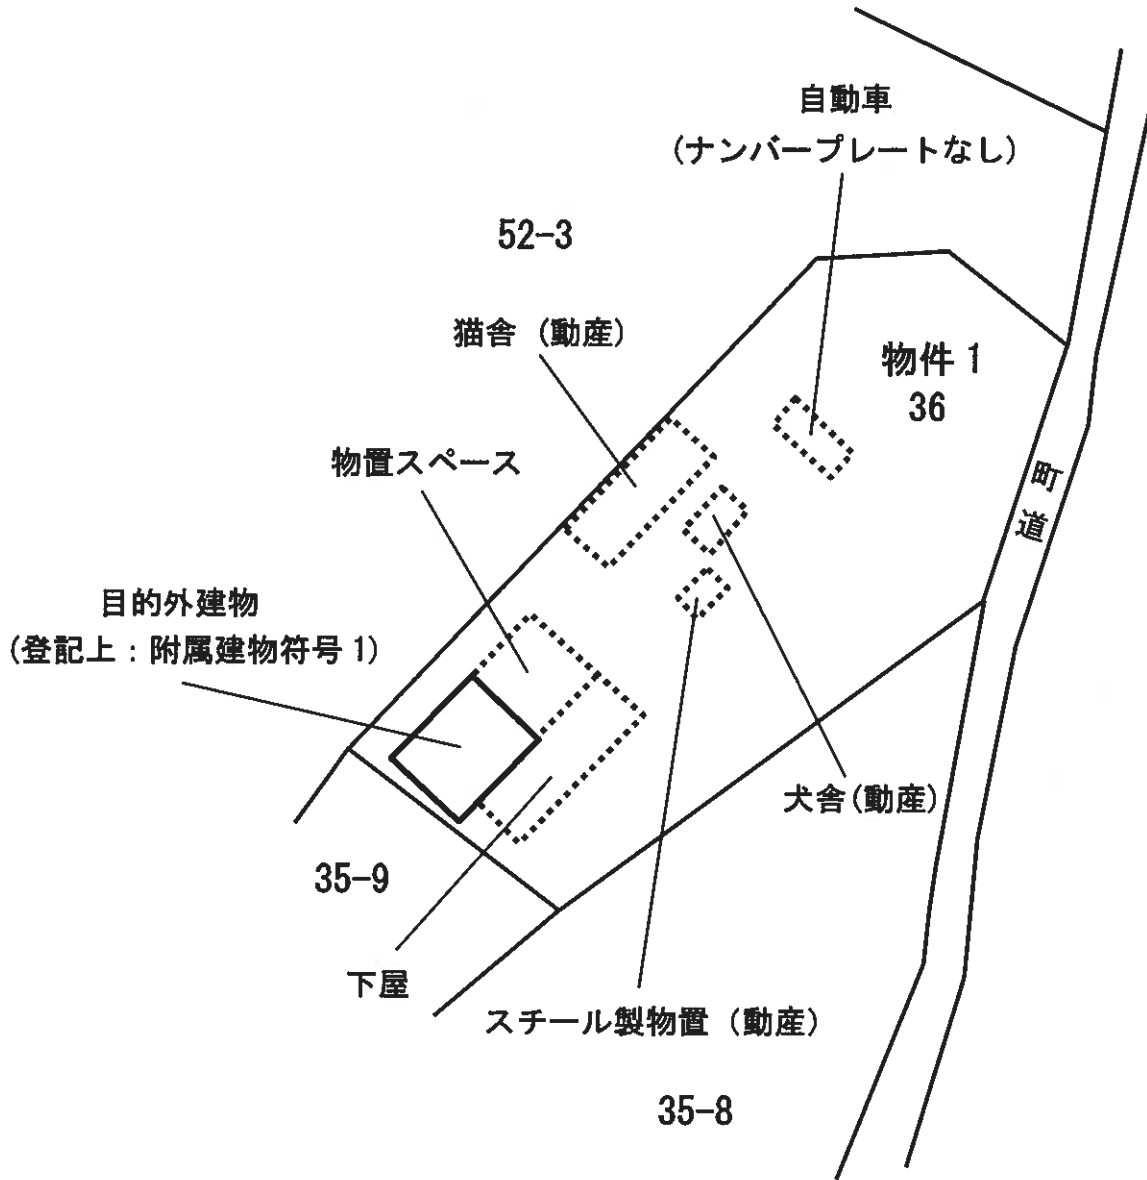 自動車
(ナンバープレートなし)
52-3
猫舎 (動産)
物件 1
36
物置スペース
町道
目的外建物
(登記上：附属建物符号 1)
犬舎(動産)
35-9
下屋
スチール製物置 (動産)
35-8